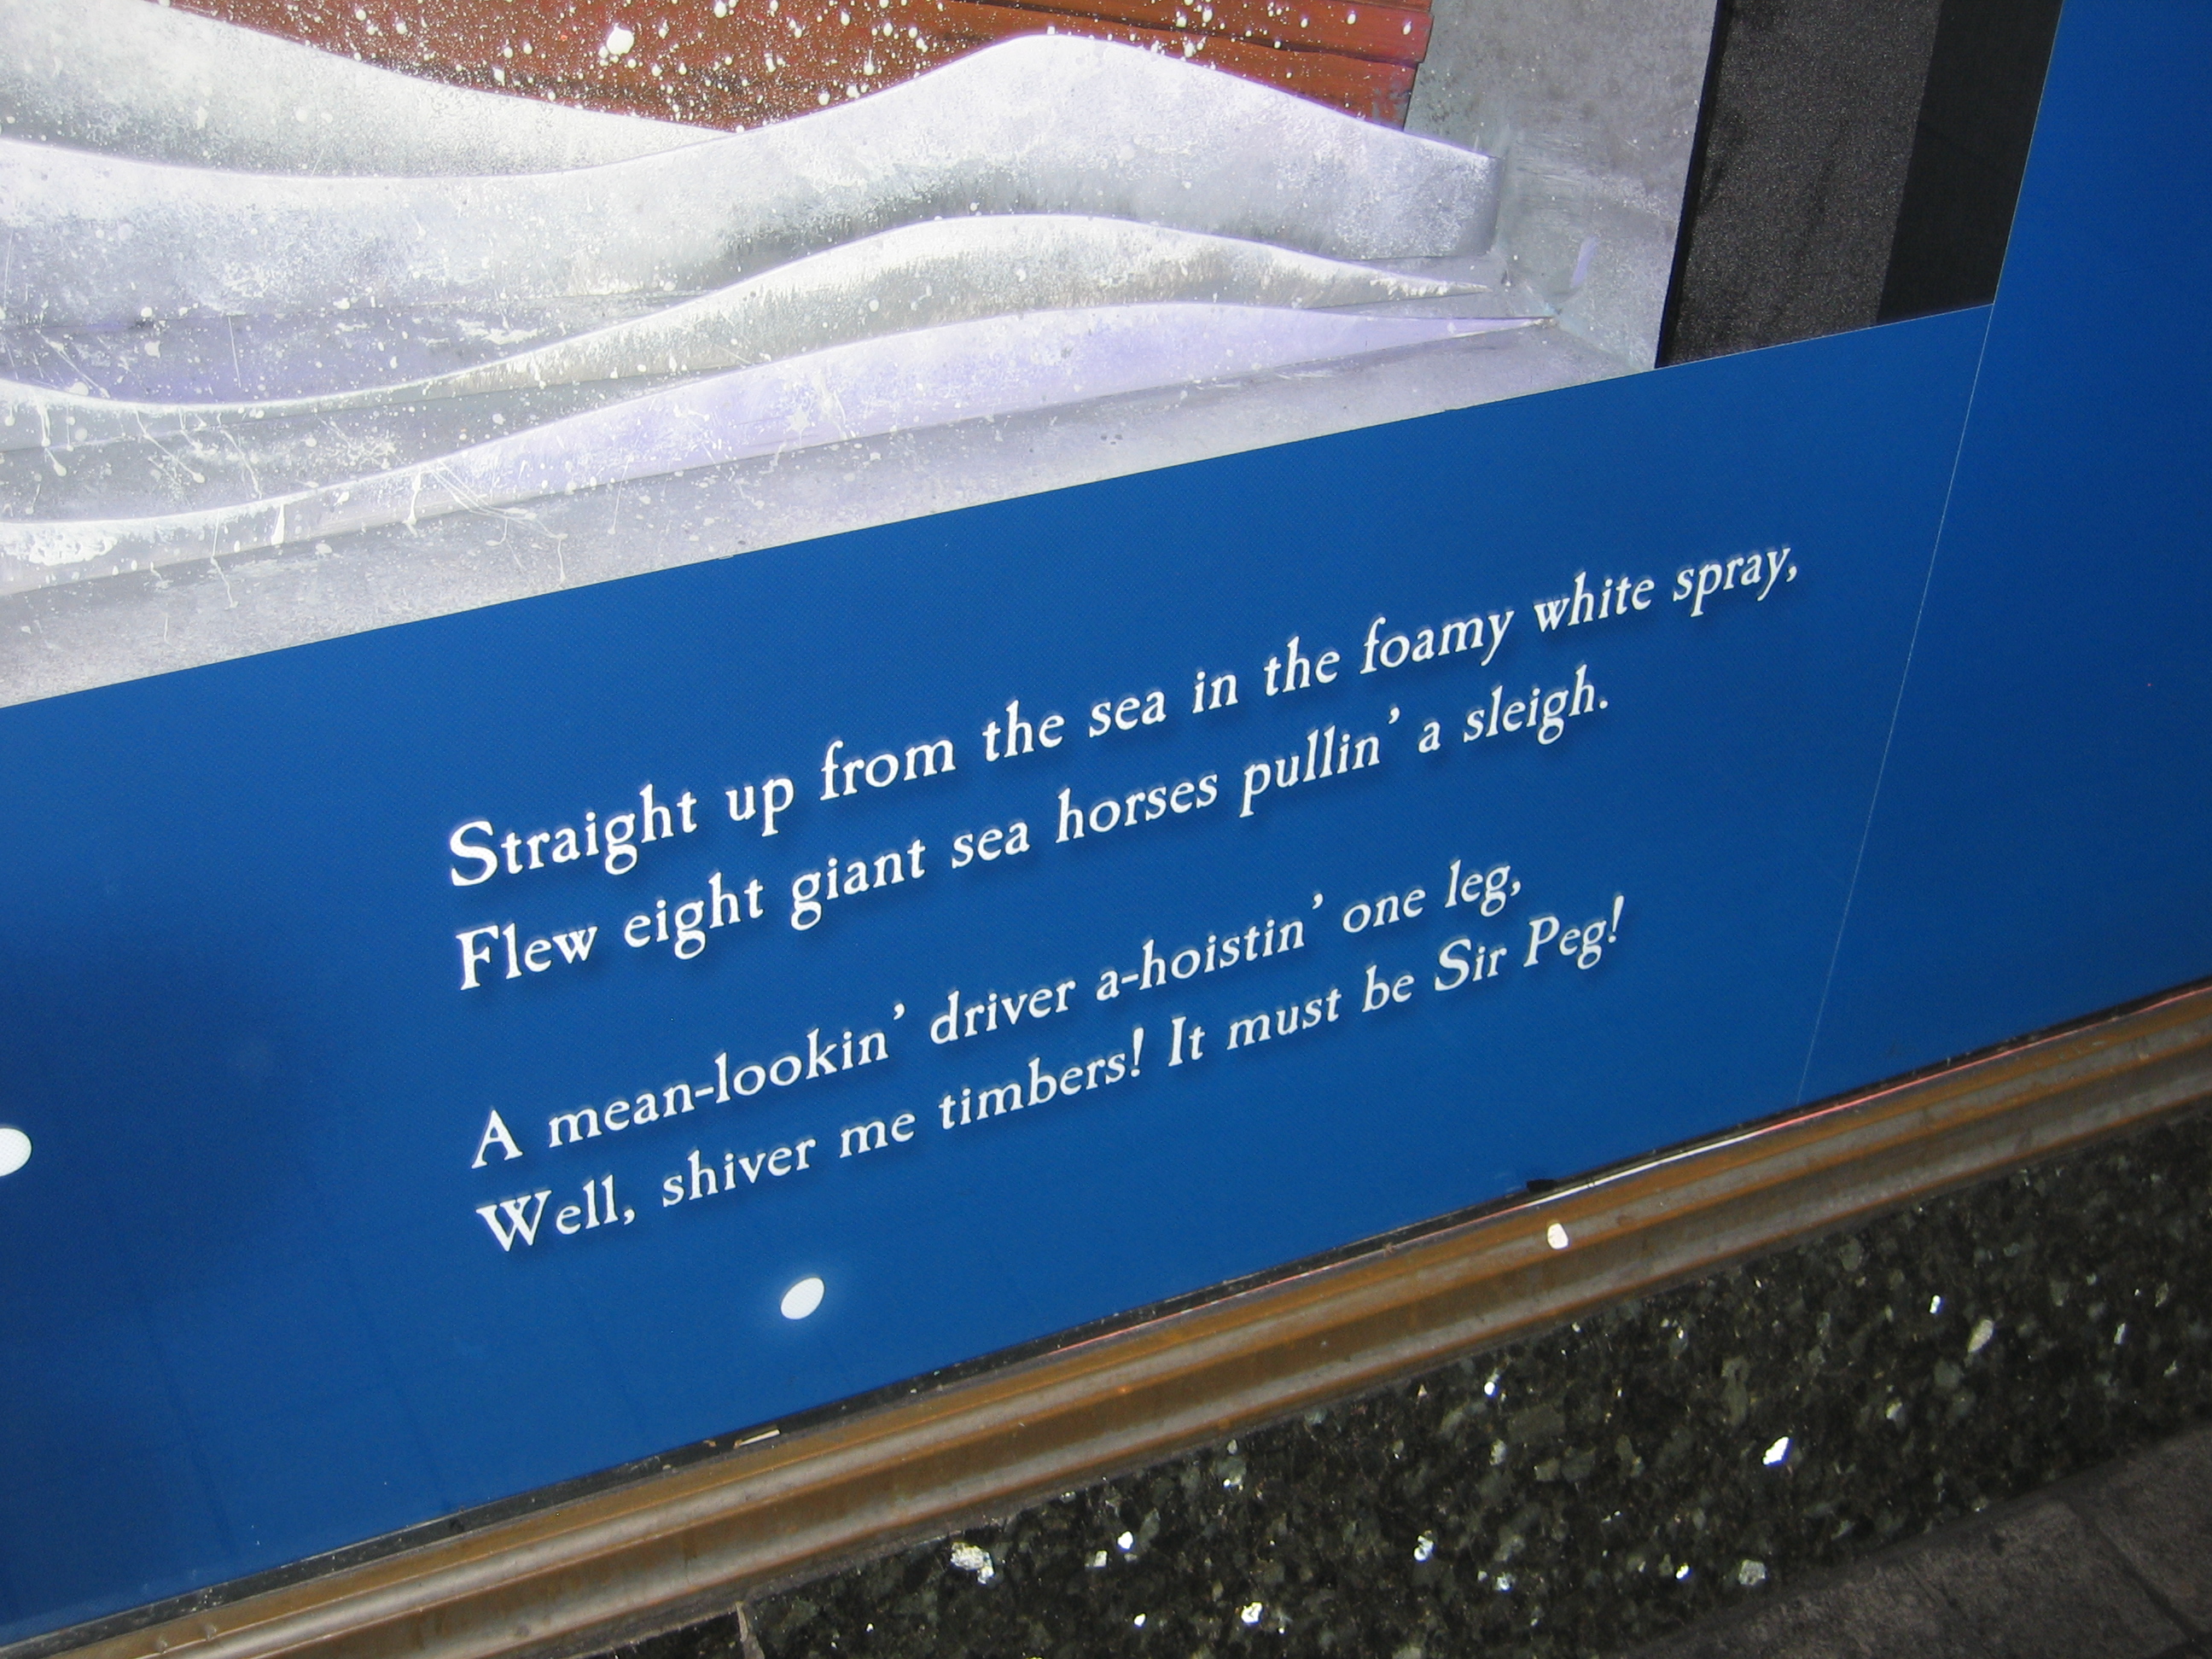 Straight up from the sea in the foamy white spray,
Flew eight giant sea horses pullin’ a sleigh.
A mean-lookin’ driver a-hoistin’ one leg,
Well, shiver me timbers! It must be Sir Peg!